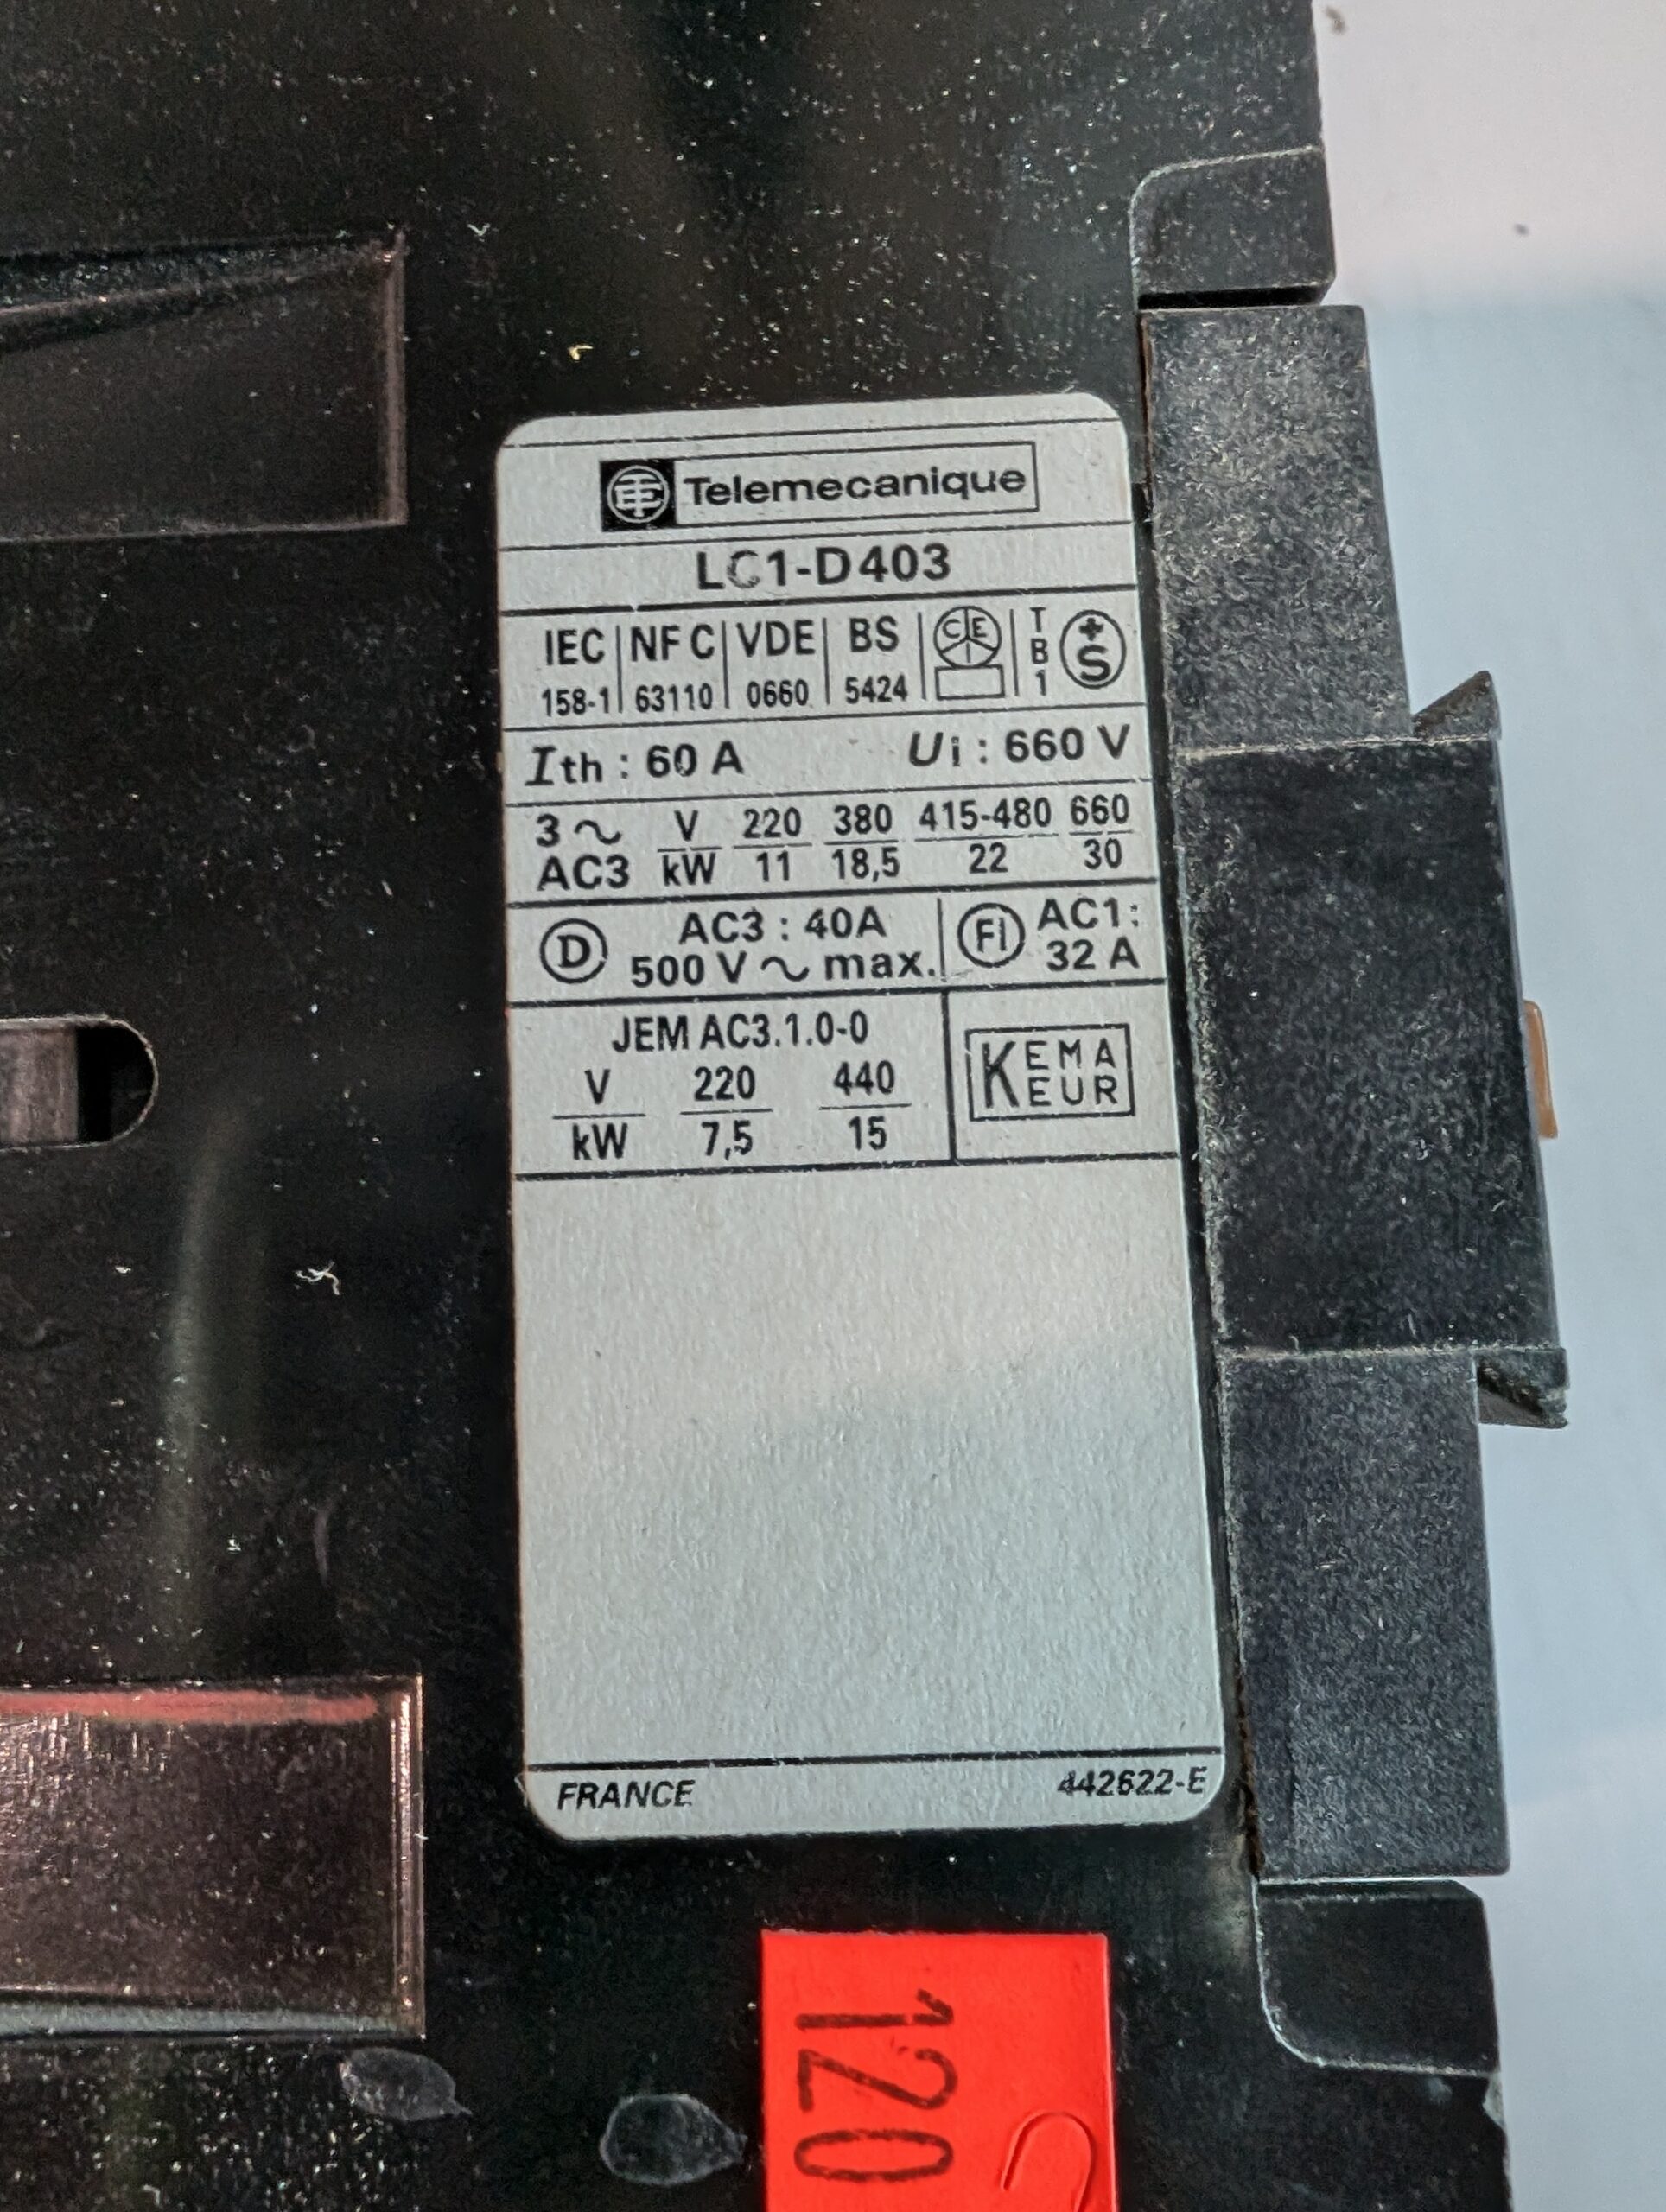 Telemecanique
LC1-D403
IEC NF C VDE BS CEE T B 1 +S
158-1 63110 0660 5424
Ith : 60 A Ui : 660 V
3 ~ V 220 380 415-480 660
AC3 kW 11 18,5 22 30
D AC3 : 40A FI AC1:
500 V ~ max. 32 A
JEM AC3.1.0-0
V 220 440
kW 7,5 15
KEMA
KEUR
FRANCE 442622-E
120